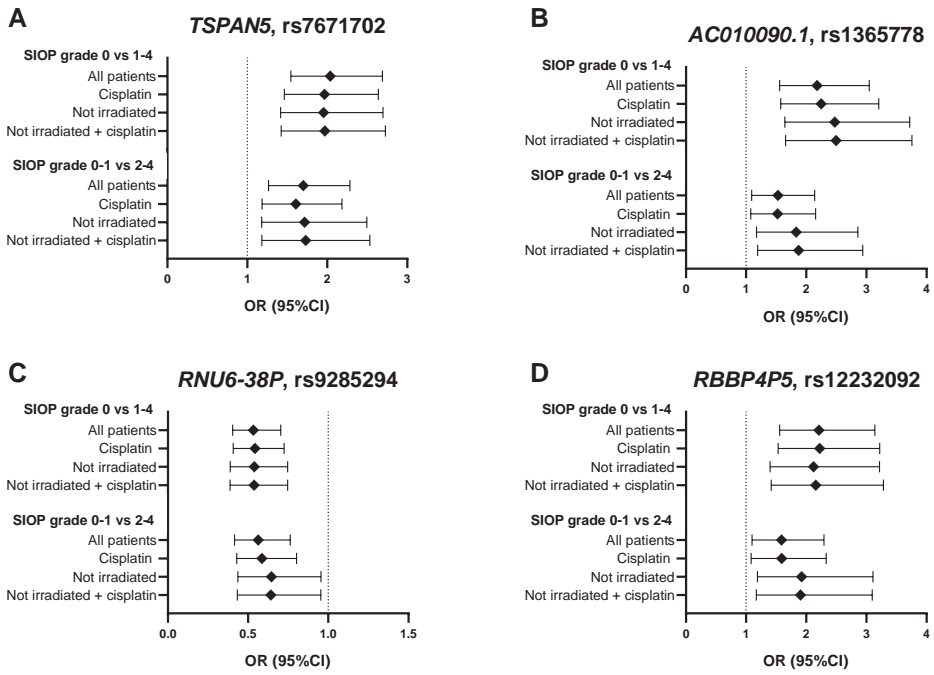 A
TSPAN5, rs7671702
SIOP grade 0 vs 1-4
All patients
Cisplatin
Not irradiated
Not irradiated + cisplatin
SIOP grade 0-1 vs 2-4
All patients
Cisplatin
Not irradiated
Not irradiated + cisplatin
0 1 2 3
OR (95%CI)
B
AC010090.1, rs1365778
SIOP grade 0 vs 1-4
All patients
Cisplatin
Not irradiated
Not irradiated + cisplatin
SIOP grade 0-1 vs 2-4
All patients
Cisplatin
Not irradiated
Not irradiated + cisplatin
0 1 2 3 4
OR (95%CI)
C
RNU6-38P, rs9285294
SIOP grade 0 vs 1-4
All patients
Cisplatin
Not irradiated
Not irradiated + cisplatin
SIOP grade 0-1 vs 2-4
All patients
Cisplatin
Not irradiated
Not irradiated + cisplatin
0.0 0.5 1.0 1.5
OR (95%CI)
D
RBBP4P5, rs12232092
SIOP grade 0 vs 1-4
All patients
Cisplatin
Not irradiated
Not irradiated + cisplatin
SIOP grade 0-1 vs 2-4
All patients
Cisplatin
Not irradiated
Not irradiated + cisplatin
0 1 2 3 4
OR (95%CI)